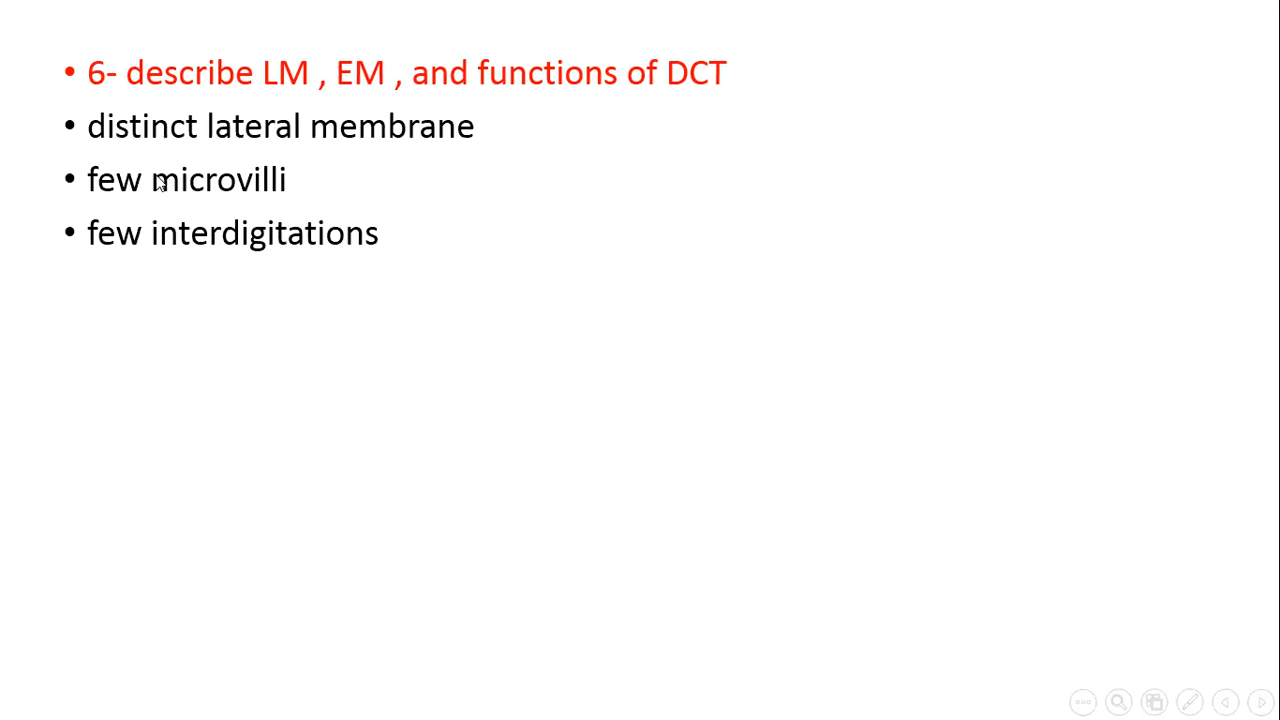 • 6- describe LM , EM , and functions of DCT
• distinct lateral membrane
• few microvilli
• few interdigitations